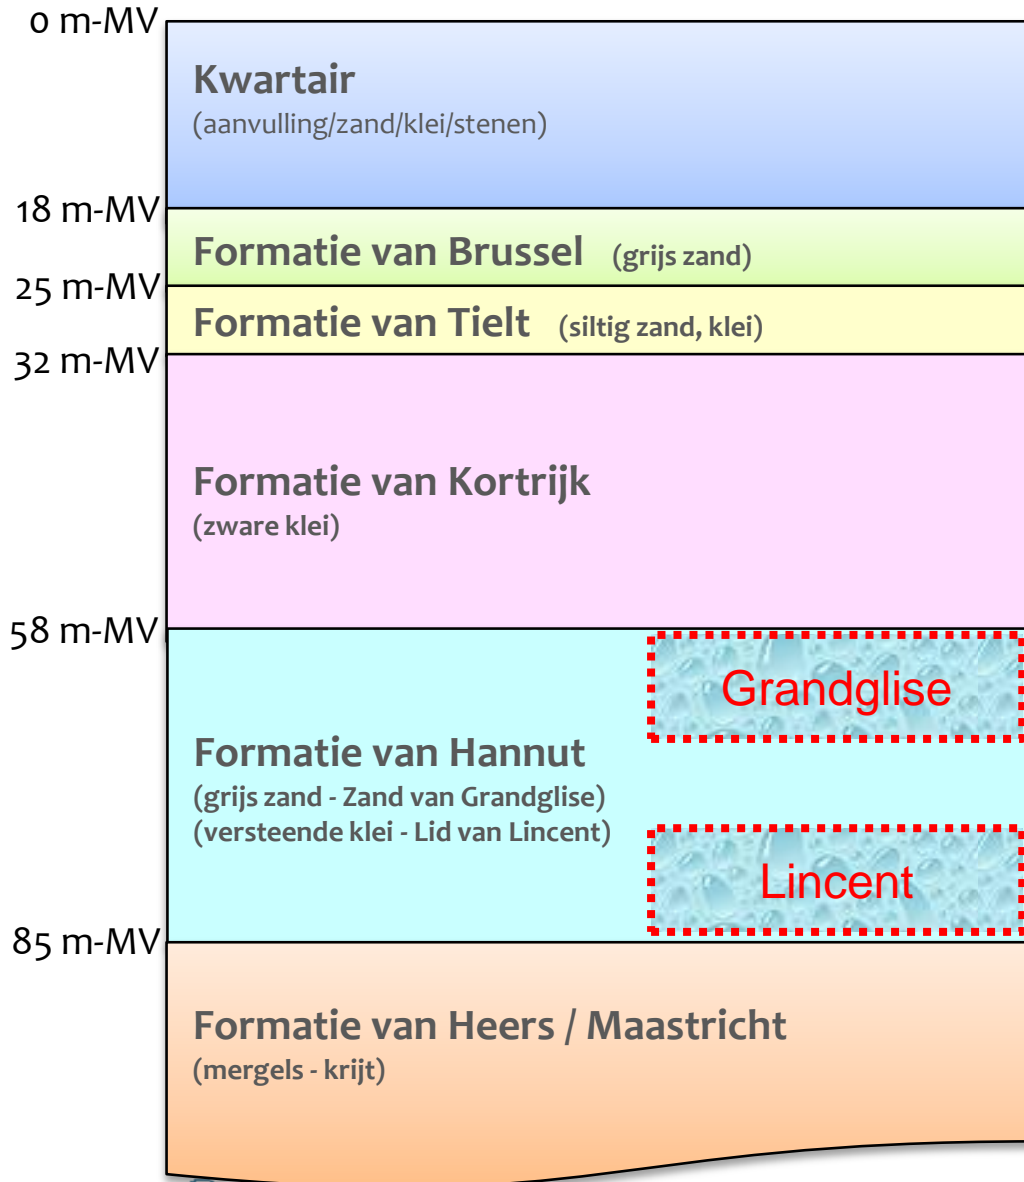 0 m-MV
Kwartair
(aanvulling/zand/klei/stenen)
18 m-MV
Formatie van Brussel (grijs zand)
25 m-MV
Formatie van Tielt (siltig zand, klei)
32 m-MV
Formatie van Kortrijk
(zware klei)
58 m-MV
Grandglise
Formatie van Hannut
(grijs zand - Zand van Grandglise)
(versteende klei - Lid van Lincent)
Lincent
85 m-MV
Formatie van Heers / Maastricht
(mergels - krijt)